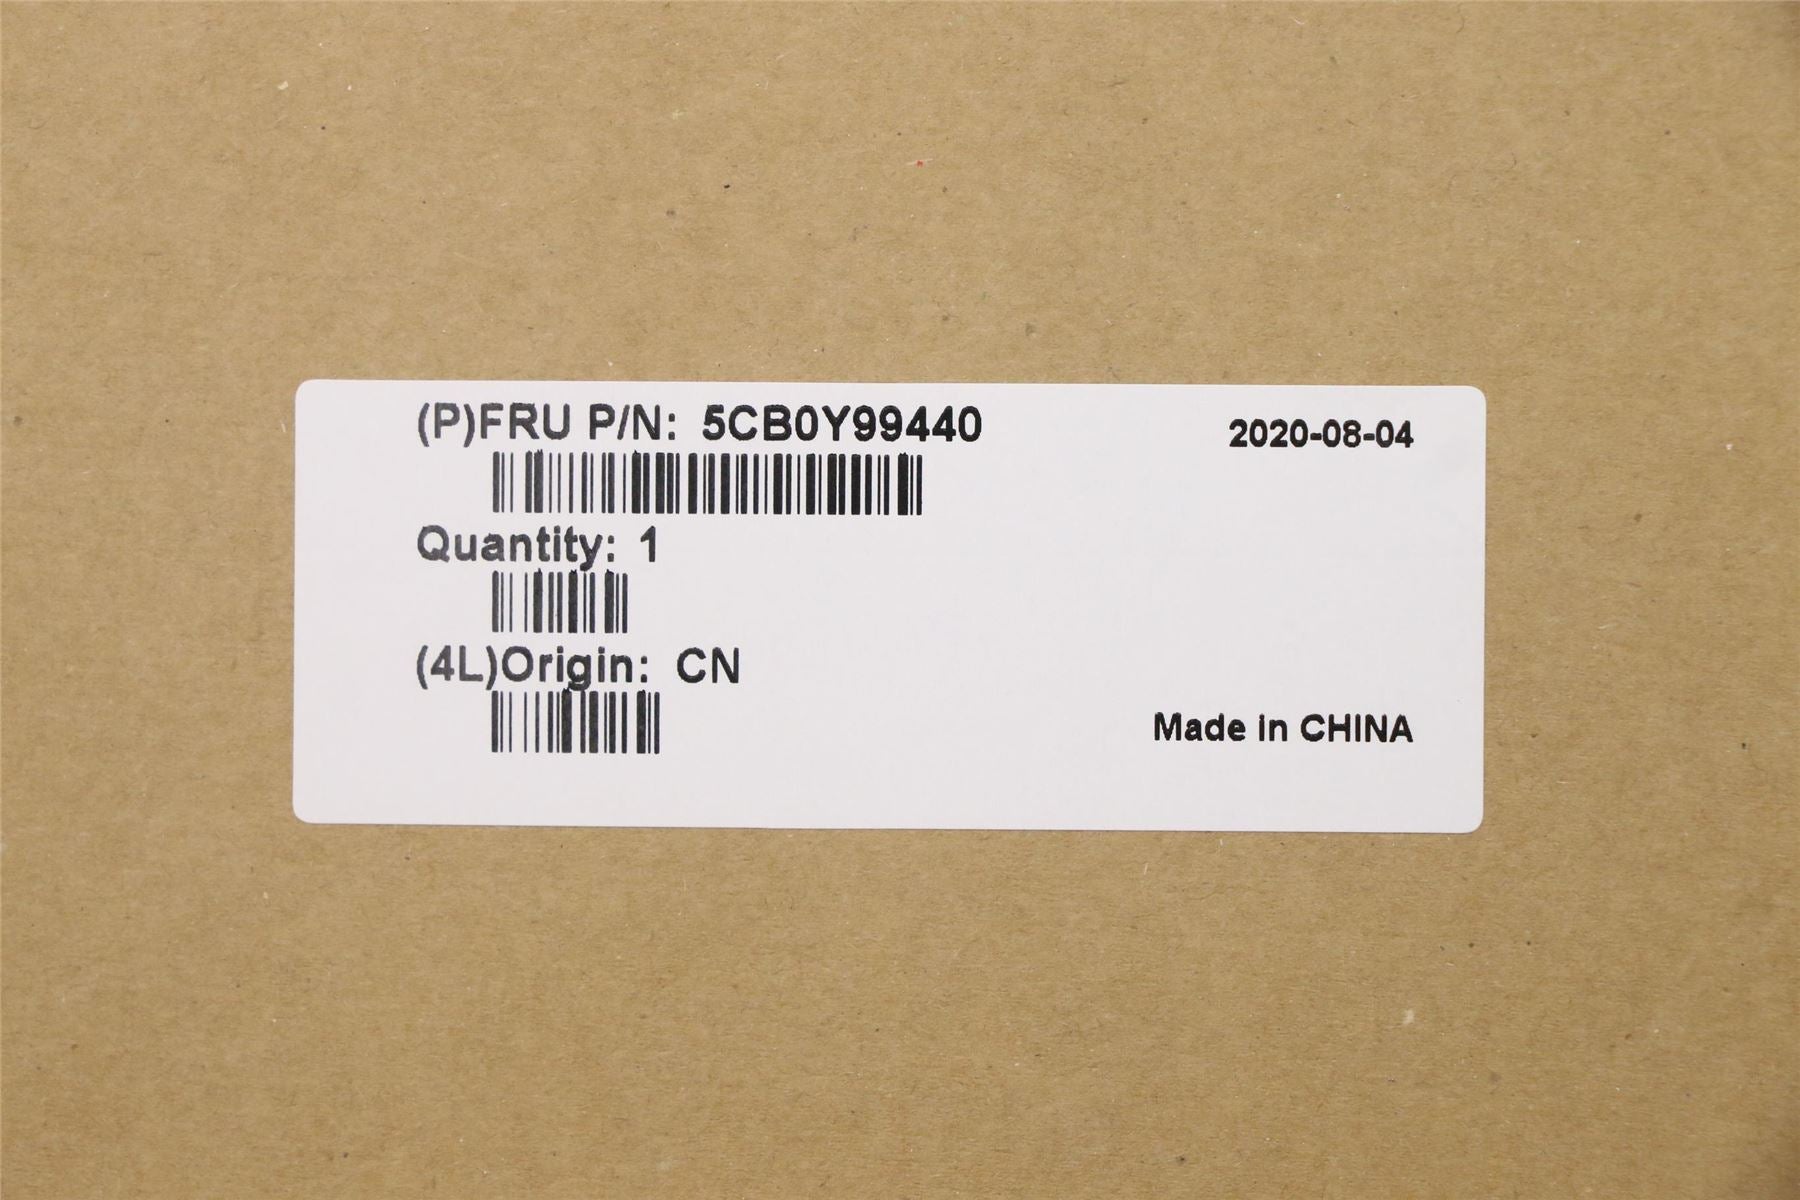 (P)FRU P/N: 5CB0Y99440
2020-08-04
Quantity: 1
(4L)Origin: CN
Made in CHINA